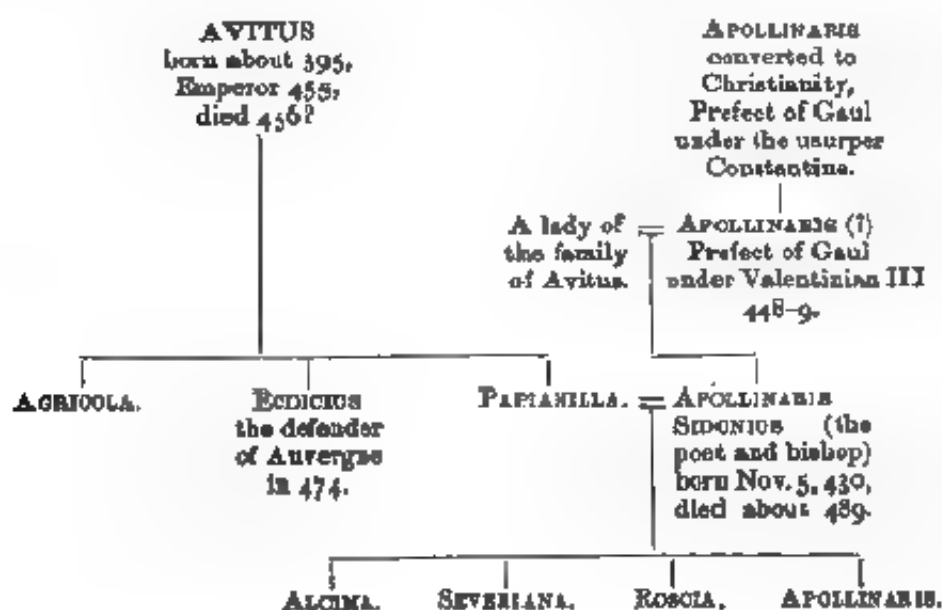 AVITUS
born about 395,
Emperor 455,
died 456?
APOLLINARIS
converted to
Christianity,
Prefect of Gaul
under the usurper
Constantine.
A lady of
the family
of Avitus.
= APOLLINARIS (?)
Prefect of Gaul
under Valentinian III
448-9.
AGRICOLA.
ECDICIUS
the defender
of Auvergne
in 474.
PAPIANILLA. = APOLLINARIS
SIDONIUS (the
poet and bishop)
born Nov. 5, 430,
died about 489.
ALCIMA. SEVERIANA. ROSCIA. APOLLINARIS.